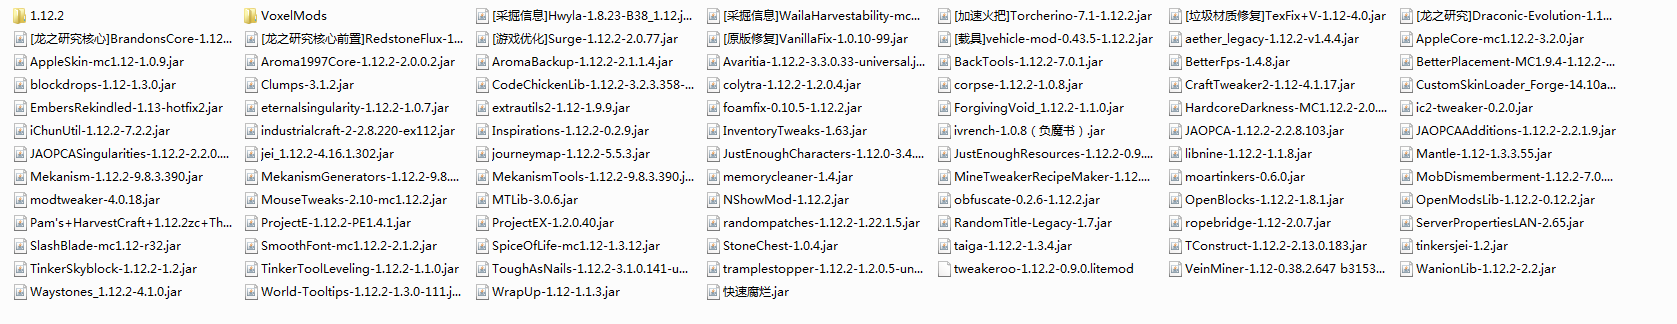 1.12.2 VoxelMods [采掘信息]Hwyla-1.8.23-B38_1.12.j... [采掘信息]WailaHarvestability-mc... [加速火把]Torcherino-7.1-1.12.2.jar [垃圾材质修复]TexFix+V-1.12-4.0.jar [龙之研究]Draconic-Evolution-1.1...
[龙之研究核心]BrandonsCore-1.12... [龙之研究核心前置]RedstoneFlux-1... [游戏优化]Surge-1.12.2-2.0.77.jar [原版修复]VanillaFix-1.0.10-99.jar [载具]vehicle-mod-0.43.5-1.12.2.jar aether_legacy-1.12.2-v1.4.4.jar AppleCore-mc1.12.2-3.2.0.jar
AppleSkin-mc1.12-1.0.9.jar Aroma1997Core-1.12.2-2.0.0.2.jar AromaBackup-1.12.2-2.1.1.4.jar Avaritia-1.12.2-3.3.0.33-universal.j... BackTools-1.12.2-7.0.1.jar BetterFps-1.4.8.jar BetterPlacement-MC1.9.4-1.12.2-...
blockdrops-1.12-1.3.0.jar Clumps-3.1.2.jar CodeChickenLib-1.12.2-3.2.3.358-... colytra-1.12.2-1.2.0.4.jar corpse-1.12.2-1.0.8.jar CraftTweaker2-1.12-4.1.17.jar CustomSkinLoader_Forge-14.10a...
EmbersRekindled-1.13-hotfix2.jar eternalsingularity-1.12.2-1.0.7.jar extrautils2-1.12-1.9.9.jar foamfix-0.10.5-1.12.2.jar ForgivingVoid_1.12.2-1.1.0.jar HardcoreDarkness-MC1.12.2-2.0.... ic2-tweaker-0.2.0.jar
iChunUtil-1.12.2-7.2.2.jar industrialcraft-2-2.8.220-ex112.jar Inspirations-1.12.2-0.2.9.jar InventoryTweaks-1.63.jar ivrench-1.0.8（负魔书）.jar JAOPCA-1.12.2-2.2.8.103.jar JAOPCAAdditions-1.12.2-2.2.1.9.jar
JAOPCASingularities-1.12.2-2.2.0.... jei_1.12.2-4.16.1.302.jar journeymap-1.12.2-5.5.3.jar JustEnoughCharacters-1.12.0-3.4.... JustEnoughResources-1.12.2-0.9.... libnine-1.12.2-1.1.8.jar Mantle-1.12-1.3.3.55.jar
Mekanism-1.12.2-9.8.3.390.jar MekanismGenerators-1.12.2-9.8.... MekanismTools-1.12.2-9.8.3.390.j... memorycleaner-1.4.jar MineTweakerRecipeMaker-1.12.... moartinkers-0.6.0.jar MobDismemberment-1.12.2-7.0....
modtweaker-4.0.18.jar MouseTweaks-2.10-mc1.12.2.jar MTLib-3.0.6.jar NShowMod-1.12.2.jar obfuscate-0.2.6-1.12.2.jar OpenBlocks-1.12.2-1.8.1.jar OpenModsLib-1.12.2-0.12.2.jar
Pam's+HarvestCraft+1.12.2zc+Th... ProjectE-1.12.2-PE1.4.1.jar ProjectEX-1.2.0.40.jar randompatches-1.12.2-1.22.1.5.jar RandomTitle-Legacy-1.7.jar ropebridge-1.12-2.0.7.jar ServerPropertiesLAN-2.65.jar
SlashBlade-mc1.12-r32.jar SmoothFont-mc1.12.2-2.1.2.jar SpiceOfLife-mc1.12-1.3.12.jar StoneChest-1.0.4.jar taiga-1.12.2-1.3.4.jar TConstruct-1.12.2-2.13.0.183.jar tinkersjei-1.2.jar
TinkerSkyblock-1.12.2-1.2.jar TinkerToolLeveling-1.12.2-1.1.0.jar ToughAsNails-1.12.2-3.1.0.141-u... tramplestopper-1.12.2-1.2.0.5-un... tweakeroo-1.12.2-0.9.0.litemod VeinMiner-1.12-0.38.2.647 b3153... WanionLib-1.12.2-2.2.jar
Waystones_1.12.2-4.1.0.jar World-Tooltips-1.12.2-1.3.0-111.j... WrapUp-1.12-1.1.3.jar 快速腐烂.jar